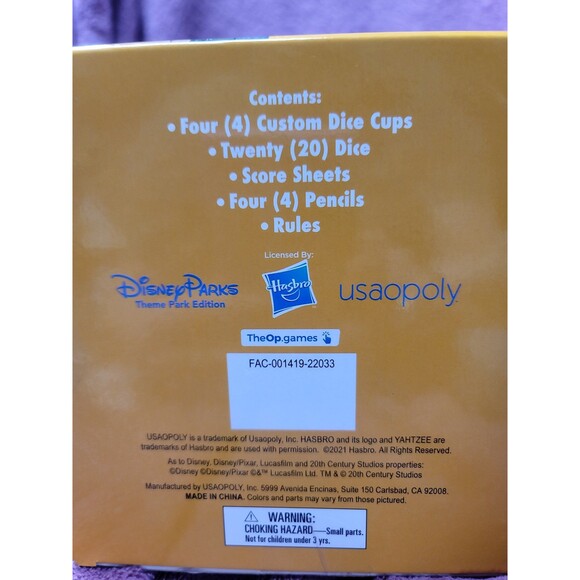 Contents:
• Four (4) Custom Dice Cups
• Twenty (20) Dice
• Score Sheets
• Four (4) Pencils
• Rules
Licensed By:
Disney Parks
Theme Park Edition
Hasbro
usaopoly
TheOp.games
FAC-001419-22033
USAOPOLY is a trademark of Usaopoly, Inc. HASBRO and its logo and YAHTZEE are
trademarks of Hasbro and are used with permission. ©2021 Hasbro. All Rights Reserved.
As to Disney, Disney/Pixar, Lucasfilm and 20th Century Studios properties:
©Disney ©Disney/Pixar ©&™ Lucasfilm Ltd. TM & © 20th Century Studios
Manufactured by USAOPOLY, INC. 5999 Avenida Encinas, Suite 150 Carlsbad, CA 92008.
MADE IN CHINA. Colors and parts may vary from those pictured.
WARNING:
CHOKING HAZARD—Small parts.
Not for children under 3 yrs.